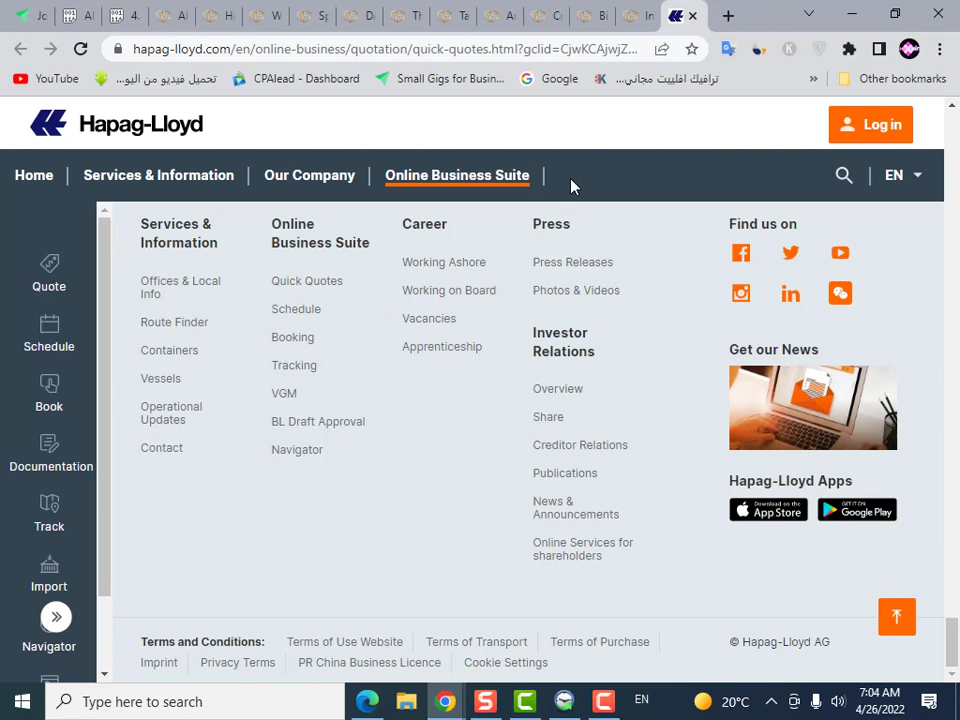 Jc
Al
4.
Al
H
W
Sp
D
Th
Ta
A
C
Bi
In
hapag-lloyd.com/en/online-business/quotation/quick-quotes.html?gclid=CjwKCAjwjZ...
YouTube
تحميل فيديو من اليو...
CPAlead - Dashboard
Small Gigs for Busin...
Google
ترافيك افلييت مجاني...
»
Other bookmarks
Hapag-Lloyd
Log in
Home
Services & Information
Our Company
Online Business Suite
EN
Quote
Schedule
Book
Documentation
Track
Import
Navigator
Services &
Information
Offices & Local
Info
Route Finder
Containers
Vessels
Operational
Updates
Contact
Online
Business Suite
Quick Quotes
Schedule
Booking
Tracking
VGM
BL Draft Approval
Navigator
Career
Working Ashore
Working on Board
Vacancies
Apprenticeship
Press
Press Releases
Photos & Videos
Investor
Relations
Overview
Share
Creditor Relations
Publications
News &
Announcements
Online Services for
shareholders
Find us on
Get our News
Hapag-Lloyd Apps
Download on the
App Store
GET IT ON
Google Play
Terms and Conditions:
Terms of Use Website
Terms of Transport
Terms of Purchase
© Hapag-Lloyd AG
Imprint
Privacy Terms
PR China Business Licence
Cookie Settings
Type here to search
EN
20°C
7:04 AM
4/26/2022